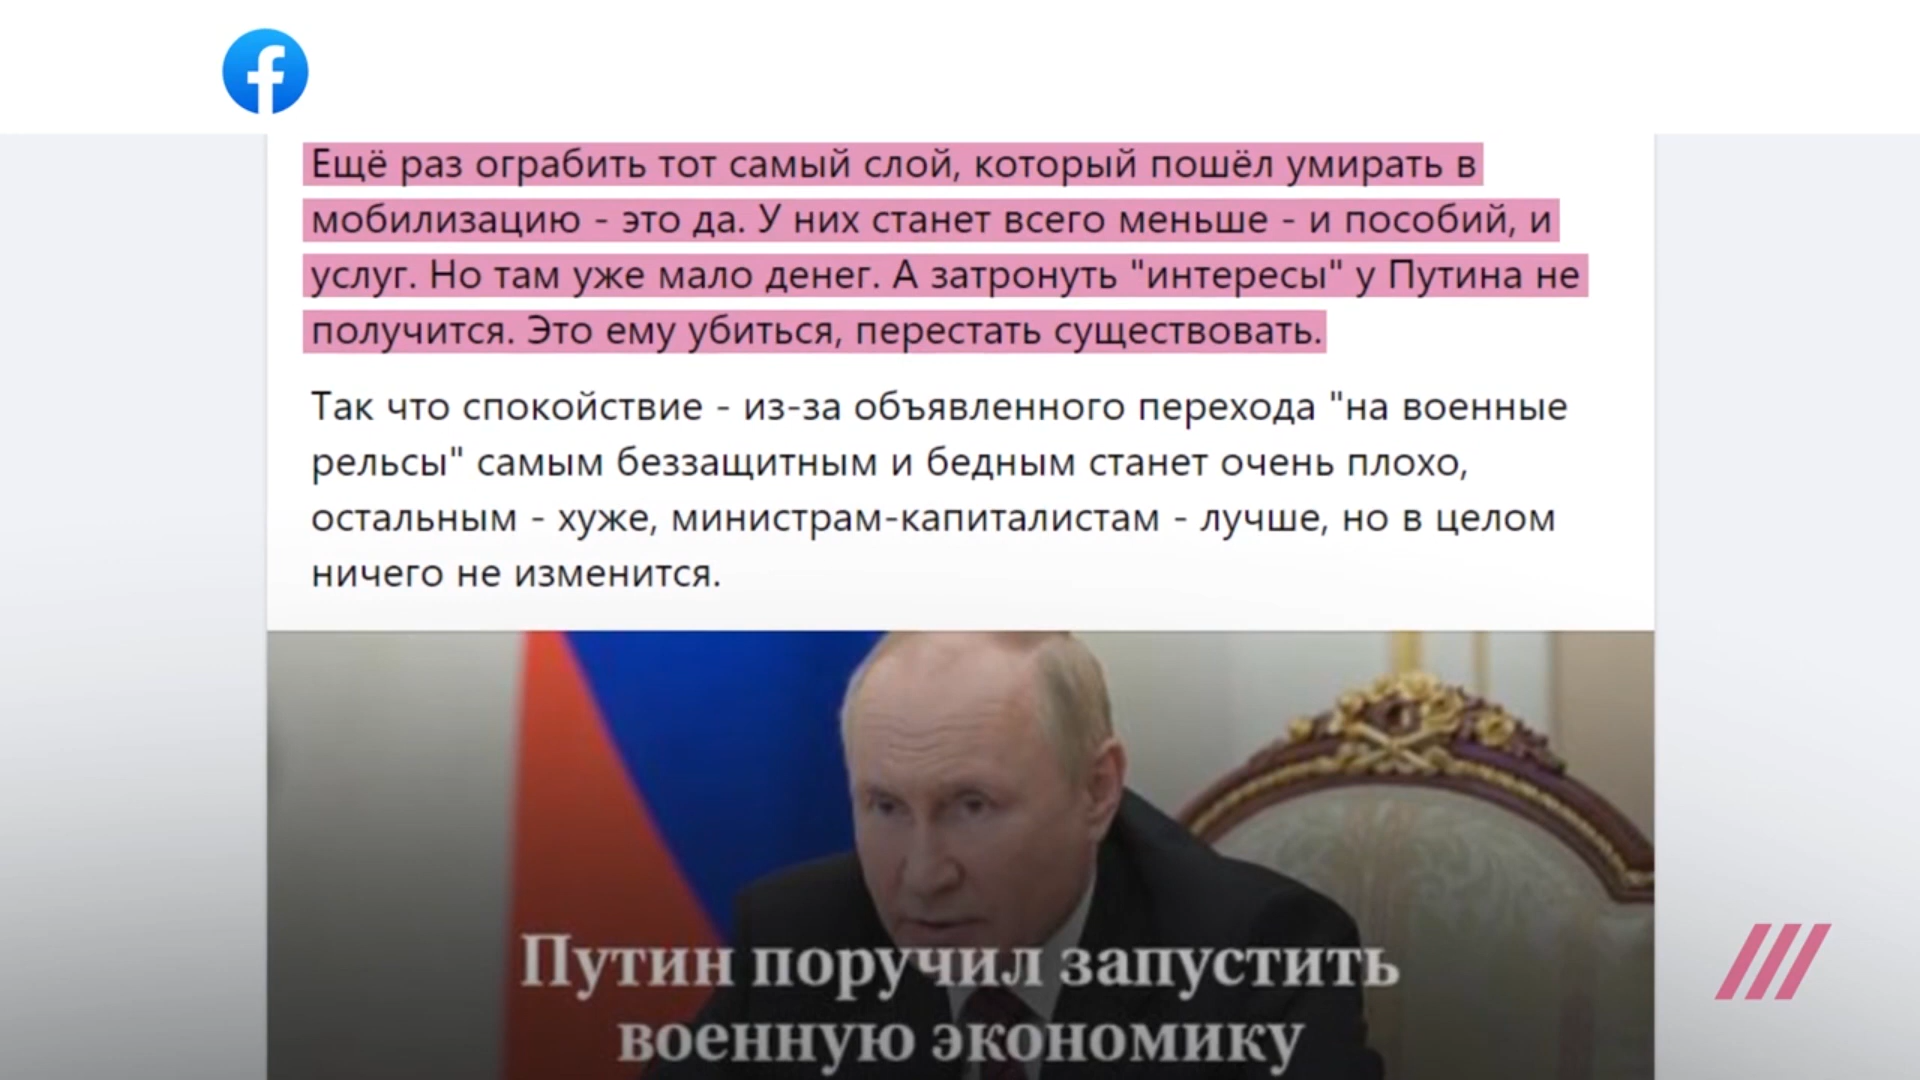 Ещё раз ограбить тот самый слой, который пошёл умирать в
мобилизацию - это да. У них станет всего меньше - и пособий, и
услуг. Но там уже мало денег. А затронуть "интересы" у Путина не
получится. Это ему убиться, перестать существовать.
Так что спокойствие - из-за объявленного перехода "на военные
рельсы" самым беззащитным и бедным станет очень плохо,
остальным - хуже, министрам-капиталистам - лучше, но в целом
ничего не изменится.
Путин поручил запустить
военную экономику